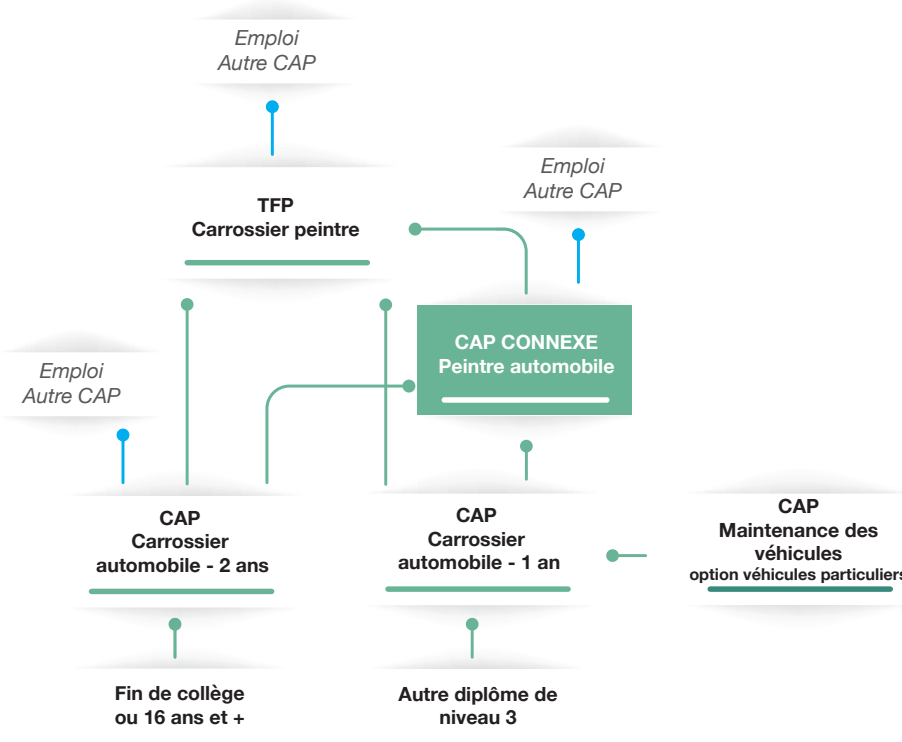 Emploi
Autre CAP
Emploi
Autre CAP
TFP
Carrossier peintre
CAP CONNEXE
Peintre automobile
Emploi
Autre CAP
CAP
Carrossier
automobile - 2 ans
CAP
Carrossier
automobile - 1 an
CAP
Maintenance des
véhicules
option véhicules particuliers
Fin de collège
ou 16 ans et +
Autre diplôme de
niveau 3